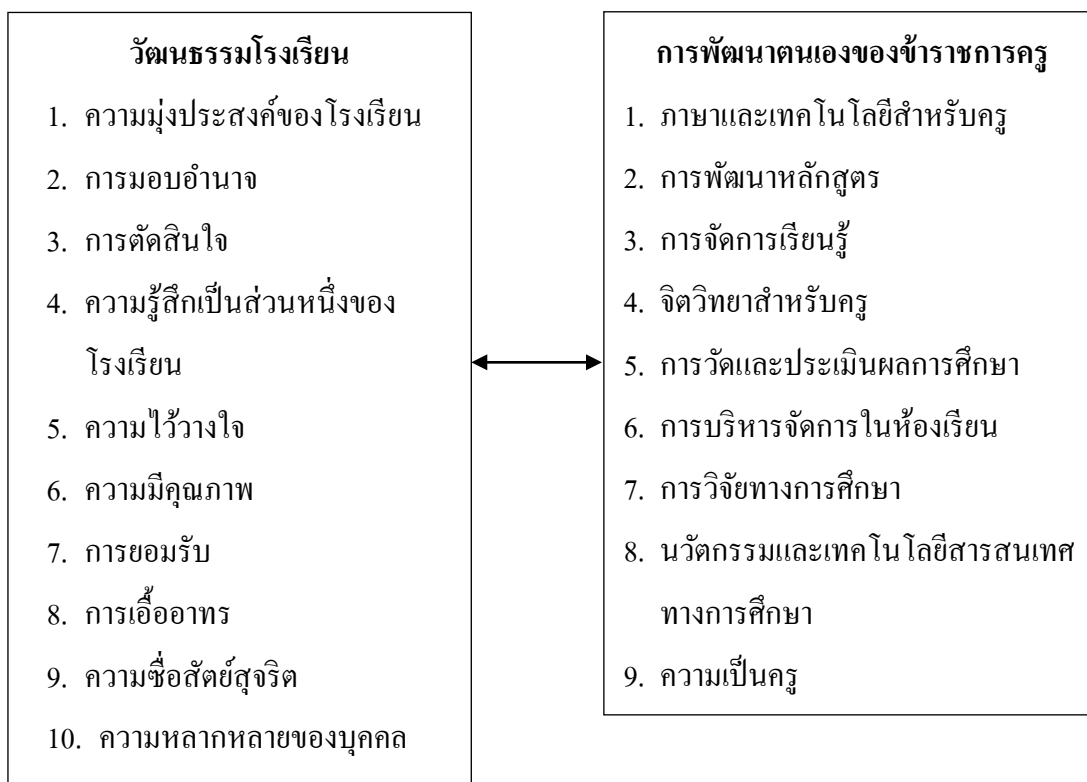 วัฒนธรรมโรงเรียน
1. ความมุ่งประสงค์ของโรงเรียน
2. การมอบอำนาจ
3. การตัดสินใจ
4. ความรู้สึกเป็นส่วนหนึ่งของ
โรงเรียน
5. ความไว้วางใจ
6. ความมีคุณภาพ
7. การยอมรับ
8. การเอื้ออาทร
9. ความซื่อสัตย์สุจริต
10. ความหลากหลายของบุคคล
การพัฒนาตนเองของข้าราชการครู
1. ภาษาและเทคโนโลยีสำหรับครู
2. การพัฒนาหลักสูตร
3. การจัดการเรียนรู้
4. จิตวิทยาสำหรับครู
5. การวัดและประเมินผลการศึกษา
6. การบริหารจัดการในห้องเรียน
7. การวิจัยทางการศึกษา
8. นวัตกรรมและเทคโนโลยีสารสนเทศ
ทางการศึกษา
9. ความเป็นครู